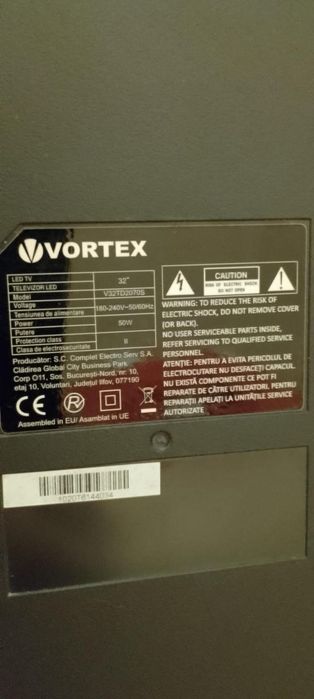 VORTEX
LED TV
TELEVIZOR LED
32"
Model
V32TD2070S
Voltage
Tensiunea de alimentare
180-240V~50/60Hz
Power
Putere
50W
Protection class
Clasa de electrosecuritate
II
Producător: S.C. Complet Electro Serv S.A.
Clădirea Global City Business Park,
Corp O11, Sos. București-Nord, nr: 10,
etaj 10, Voluntari, Județul Ilfov, 077190
CE
Assembled in EU/ Asamblat in UE
CAUTION
RISK OF ELECTRIC SHOCK
DO NOT OPEN
WARNING: TO REDUCE THE RISK OF
ELECTRIC SHOCK, DO NOT REMOVE COVER
(OR BACK).
NO USER SERVICEABLE PARTS INSIDE,
REFER SERVICING TO QUALIFIED SERVICE
PERSONNEL.
ATENȚIE: PENTRU A EVITA PERICOLUL DE
ELECTROCUTARE NU DESFACEȚI CAPACUL.
NU EXISTĂ COMPONENTE CE POT FI
REPARATE DE CĂTRE UTILIZATORI, PENTRU
REPARAȚII APELAȚI LA UNITĂȚILE SERVICE
AUTORIZATE
1020T6144034